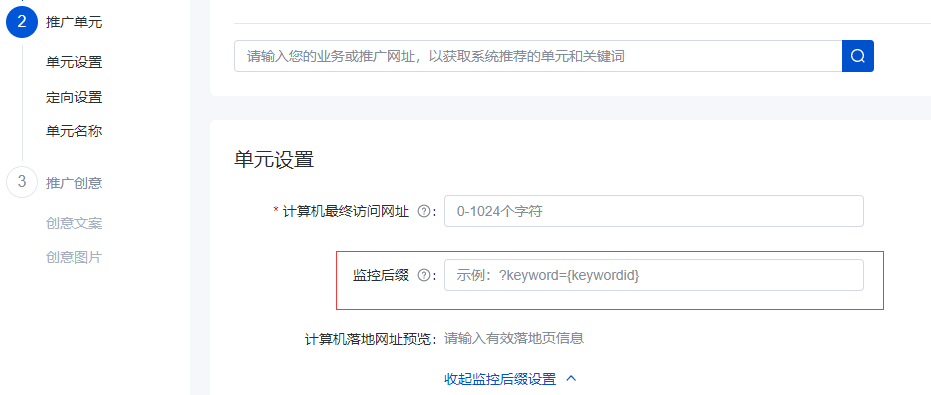 2 推广单元
单元设置
定向设置
单元名称
3 推广创意
创意文案
创意图片
请输入您的业务或推广网址，以获取系统推荐的单元和关键词
单元设置
* 计算机最终访问网址 ? : 0-1024个字符
监控后缀 ? : 示例：?keyword={keywordid}
计算机落地网址预览： 请输入有效落地页信息
收起监控后缀设置